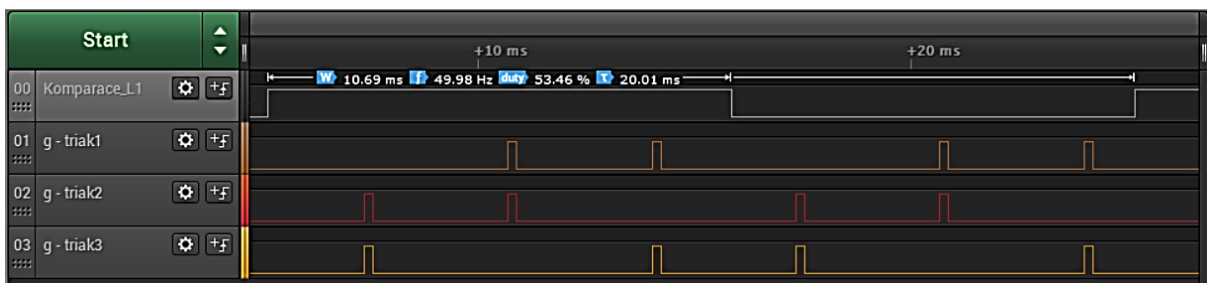 Start
+10 ms
+20 ms
W 10.69 ms f 49.98 Hz duty 53.46 % T 20.01 ms
00 Komparace_L1
01 g - triak1
02 g - triak2
03 g - triak3